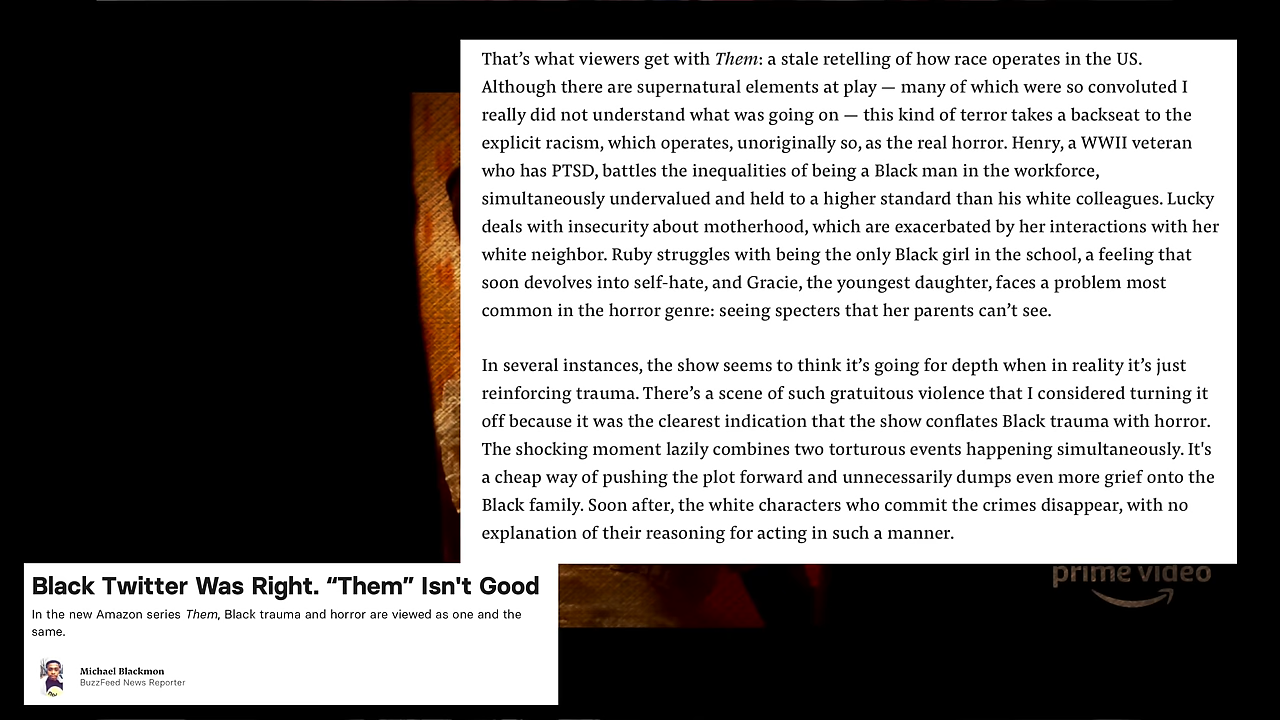 That’s what viewers get with Them: a stale retelling of how race operates in the US.
Although there are supernatural elements at play — many of which were so convoluted I
really did not understand what was going on — this kind of terror takes a backseat to the
explicit racism, which operates, unoriginally so, as the real horror. Henry, a WWII veteran
who has PTSD, battles the inequalities of being a Black man in the workforce,
simultaneously undervalued and held to a higher standard than his white colleagues. Lucky
deals with insecurity about motherhood, which are exacerbated by her interactions with her
white neighbor. Ruby struggles with being the only Black girl in the school, a feeling that
soon devolves into self-hate, and Gracie, the youngest daughter, faces a problem most
common in the horror genre: seeing specters that her parents can’t see.
In several instances, the show seems to think it’s going for depth when in reality it’s just
reinforcing trauma. There’s a scene of such gratuitous violence that I considered turning it
off because it was the clearest indication that the show conflates Black trauma with horror.
The shocking moment lazily combines two torturous events happening simultaneously. It's
a cheap way of pushing the plot forward and unnecessarily dumps even more grief onto the
Black family. Soon after, the white characters who commit the crimes disappear, with no
explanation of their reasoning for acting in such a manner.
prime video
Black Twitter Was Right. “Them” Isn't Good
In the new Amazon series Them, Black trauma and horror are viewed as one and the
same.
Michael Blackmon
BuzzFeed News Reporter